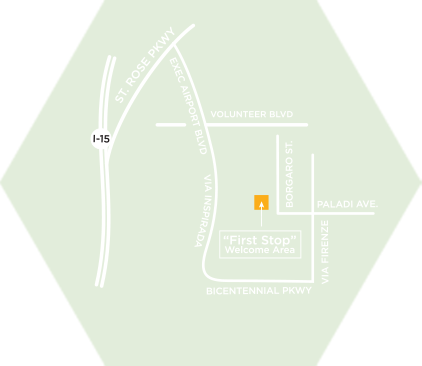 ST. ROSE PKWY
EXEC AIRPORT BLVD
VOLUNTEER BLVD
I-15
BORGARO ST.
VIA INSPIRADA
PALADI AVE.
"First Stop"
Welcome Area
VIA FIRENZE
BICENTENNIAL PKWY